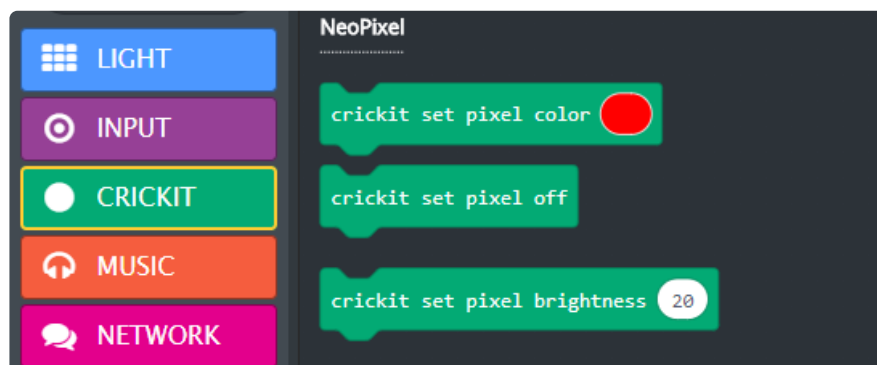 LIGHT
INPUT
CRICKIT
MUSIC
NETWORK
NeoPixel
crickit set pixel color
crickit set pixel off
crickit set pixel brightness 20